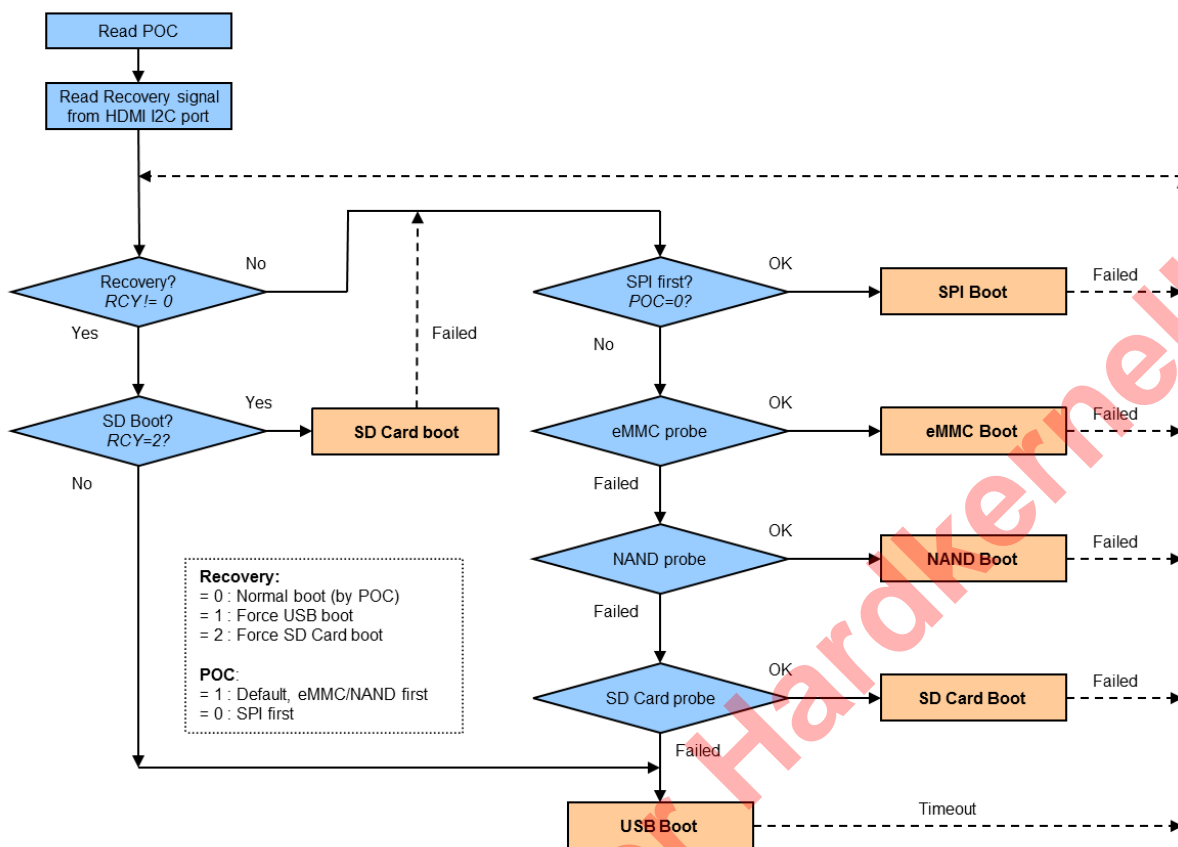 Read POC
Read Recovery signal
from HDMI I2C port
Recovery?
RCY != 0
No
Yes
SD Boot?
RCY=2?
Yes
No
SD Card boot
Failed
SPI first?
POC=0?
OK
SPI Boot
Failed
No
eMMC probe
OK
eMMC Boot
Failed
Failed
NAND probe
OK
NAND Boot
Failed
Failed
SD Card probe
OK
SD Card Boot
Failed
Failed
USB Boot
Timeout
Recovery:
= 0 : Normal boot (by POC)
= 1 : Force USB boot
= 2 : Force SD Card boot
POC:
= 1 : Default, eMMC/NAND first
= 0 : SPI first